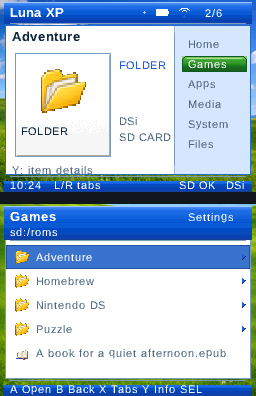 Luna XP 2/6
Adventure
FOLDER
FOLDER
DSi
SD CARD
Y: item details
Home
Games
Apps
Media
System
Files
10:24 L/R tabs SD OK DSi
Games Settings
sd:/roms
Adventure
Homebrew
Nintendo DS
Puzzle
A book for a quiet afternoon.epub
A Open B Back X Tabs Y Info SEL